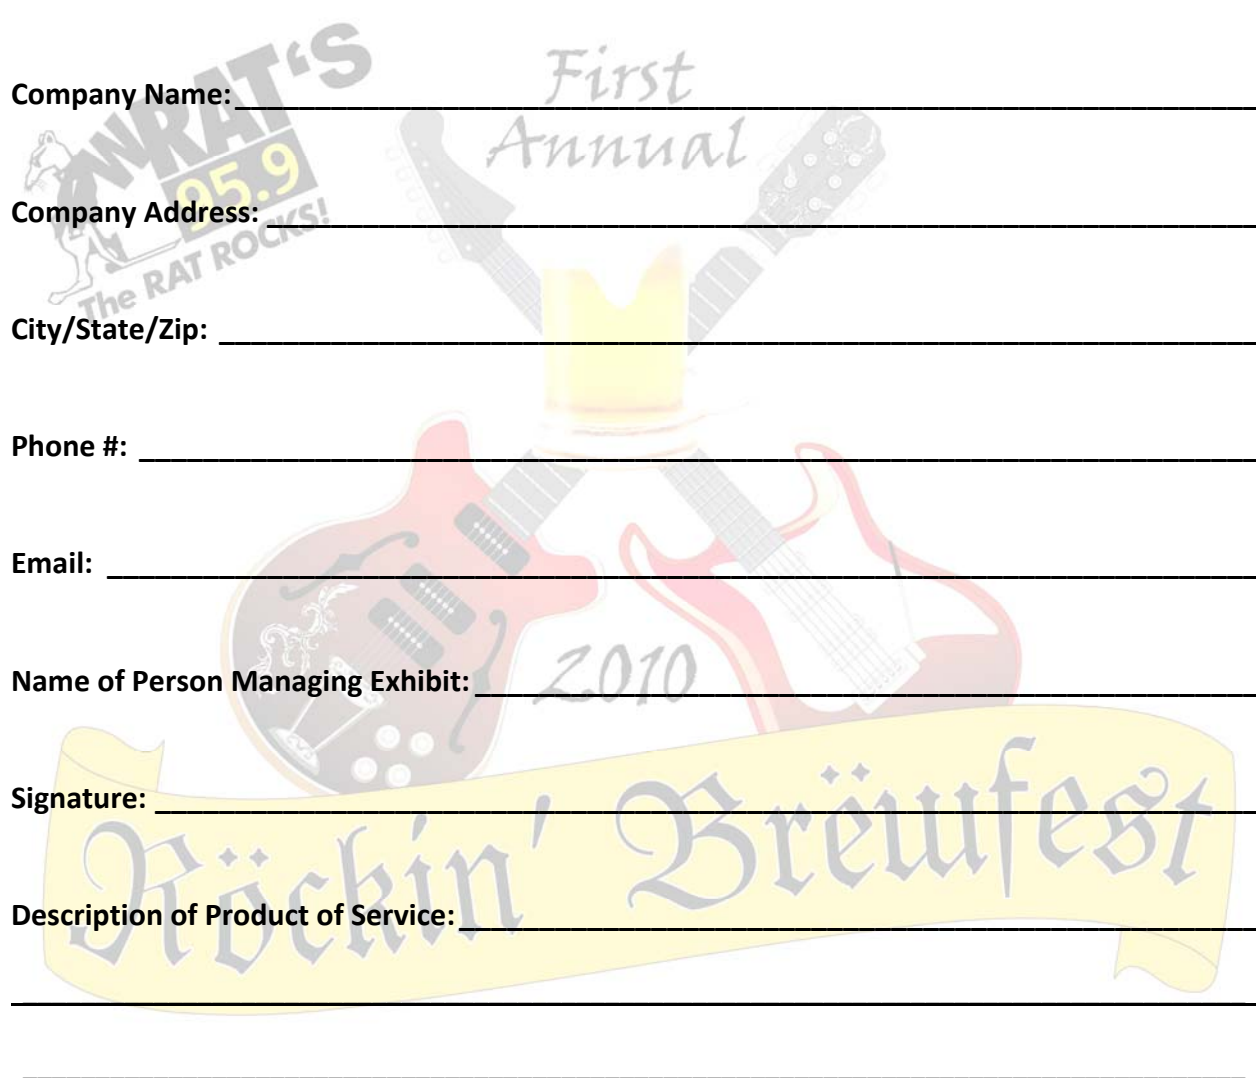 WRAT'S
95.9
The RAT ROCKS!
First
Annual
Company Name:
Company Address:
City/State/Zip:
Phone #:
Email:
Name of Person Managing Exhibit:
2010
Signature:
Röckin' Brëwfest
Description of Product of Service: